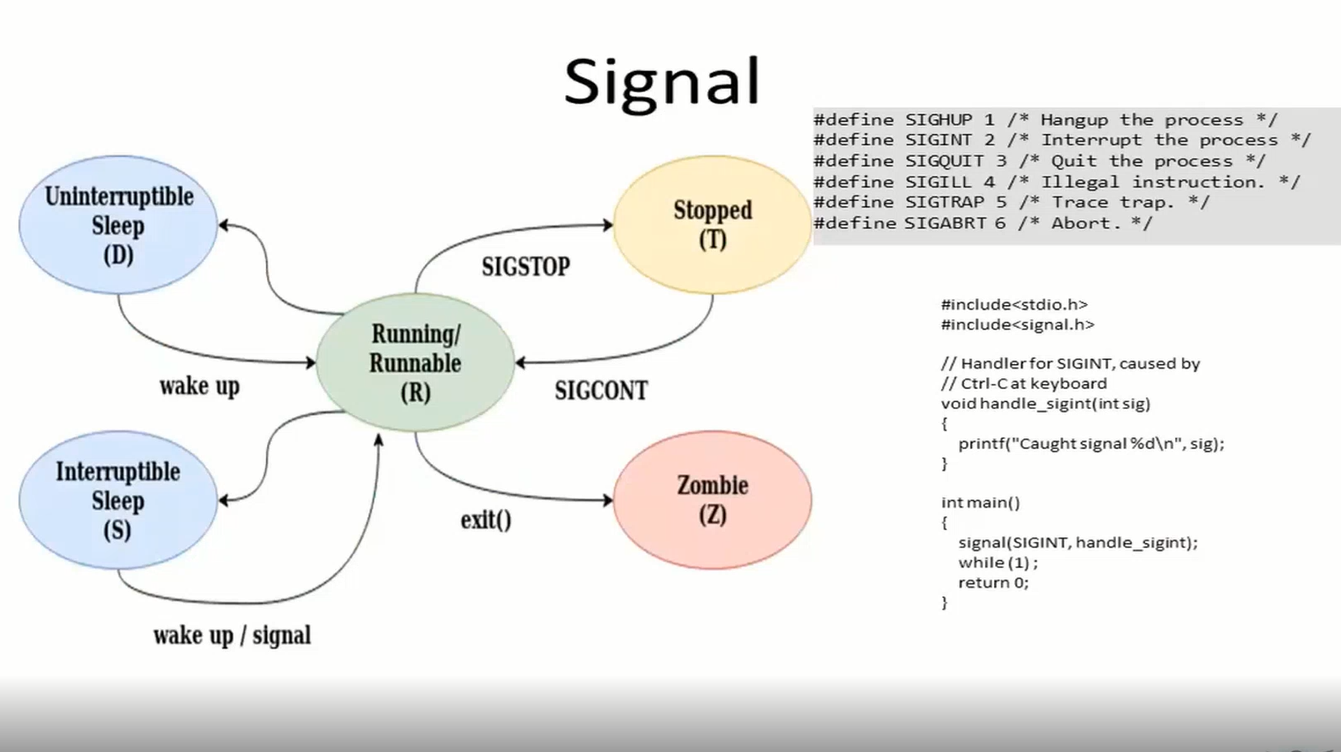 Signal
#define SIGHUP 1 /* Hangup the process */
#define SIGINT 2 /* Interrupt the process */
#define SIGQUIT 3 /* Quit the process */
#define SIGILL 4 /* Illegal instruction. */
#define SIGTRAP 5 /* Trace trap. */
#define SIGABRT 6 /* Abort. */
Uninterruptible
Sleep
(D)
Stopped
(T)
SIGSTOP
Running/
Runnable
(R)
wake up
SIGCONT
Interruptible
Sleep
(S)
Zombie
(Z)
exit()
wake up / signal
#include<stdio.h>
#include<signal.h>
// Handler for SIGINT, caused by
// Ctrl-C at keyboard
void handle_sigint(int sig)
{
printf("Caught signal %d\n", sig);
}
int main()
{
signal(SIGINT, handle_sigint);
while (1) ;
return 0;
}